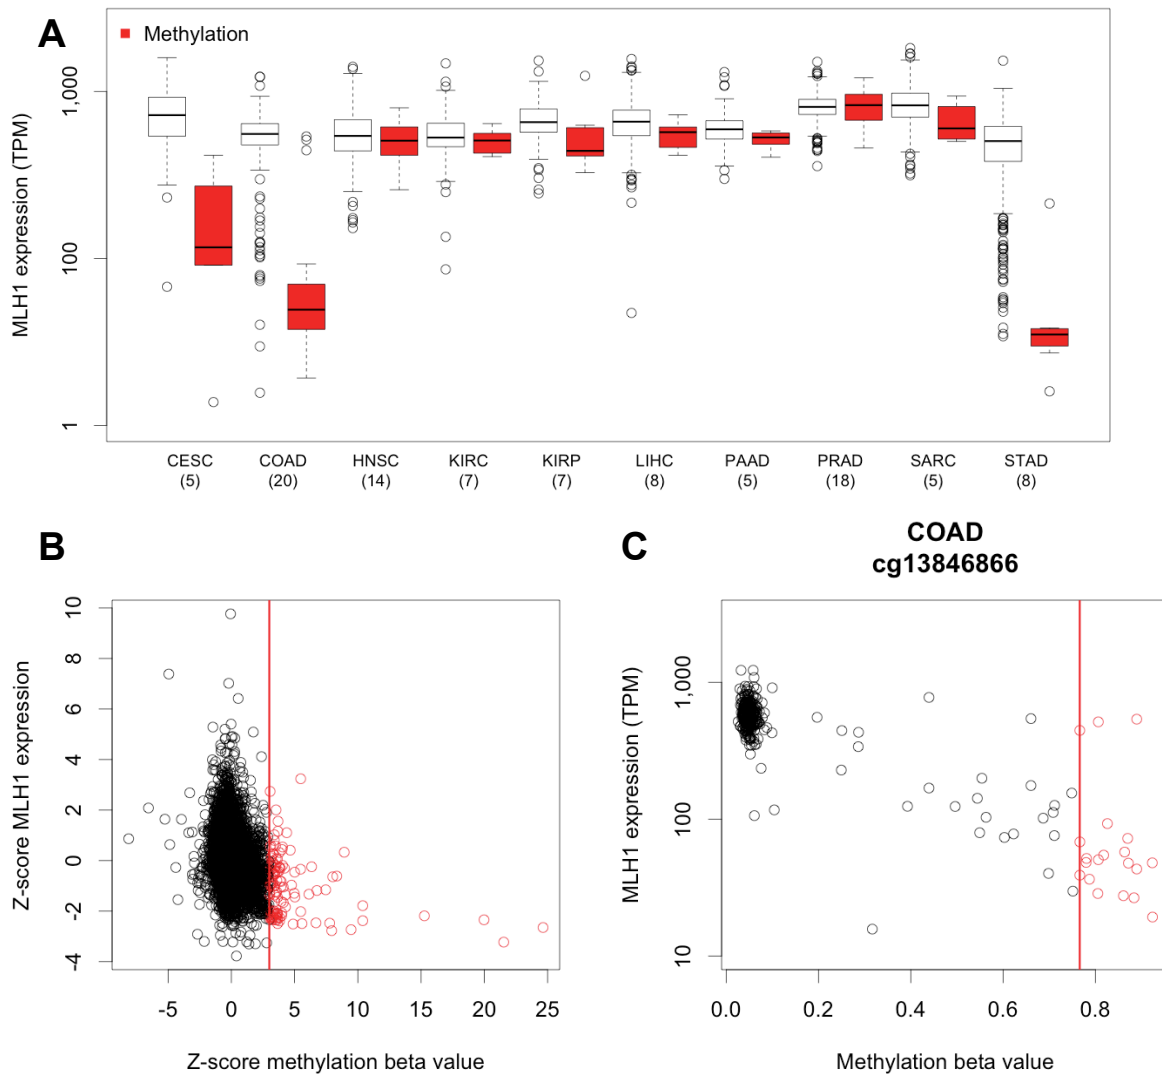 A
Methylation
MLH1 expression (TPM)
1,000
100
1
CESC
(5)
COAD
(20)
HNSC
(14)
KIRC
(7)
KIRP
(7)
LIHC
(8)
PAAD
(5)
PRAD
(18)
SARC
(5)
STAD
(8)
B
Z-score MLH1 expression
10
8
6
4
2
0
-2
-4
-5
0
5
10
15
20
25
Z-score methylation beta value
C
COAD
cg13846866
MLH1 expression (TPM)
1,000
100
10
0.0
0.2
0.4
0.6
0.8
Methylation beta value